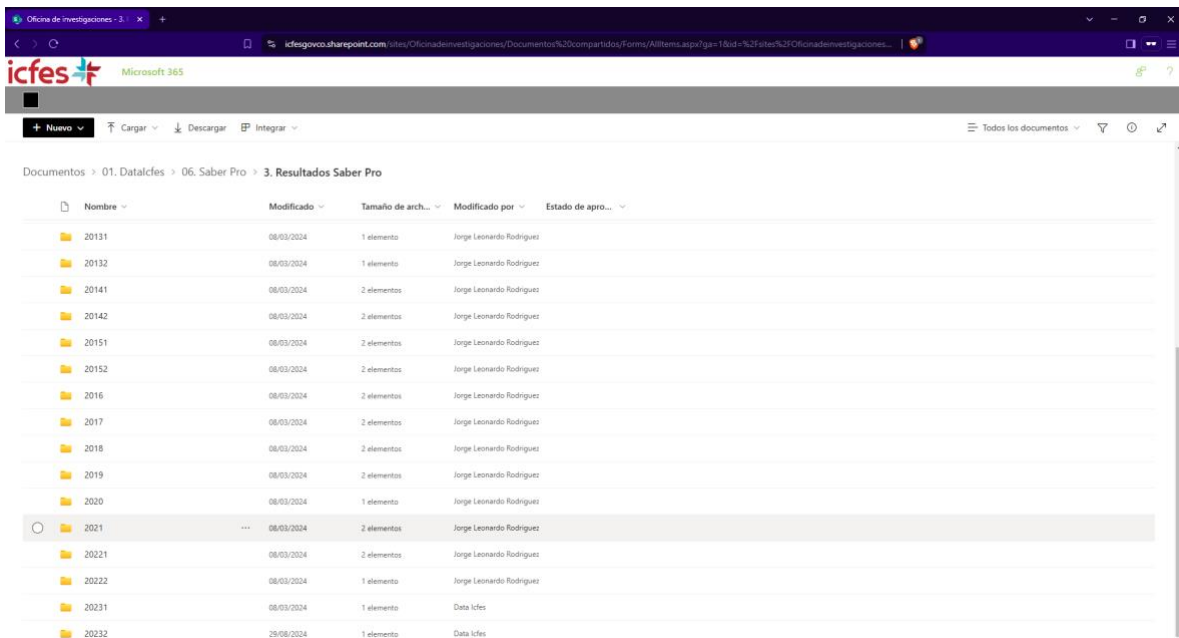 Oficina de investigaciones - 3. 
icfesgovco.sharepoint.com/sites/Oficinadeinvestigaciones/Documentos%20compartidos/Forms/AllItems.aspx?ga=1&id=%2Fsites%2FOficinadeinvestigaciones...
icfes Microsoft 365
+ Nuevo Cargar Descargar Integrar Todos los documentos
Documentos > 01. DataIcfes > 06. Saber Pro > 3. Resultados Saber Pro
Nombre Modificado Tamaño de arch... Modificado por Estado de apro...
20131 08/03/2024 1 elemento Jorge Leonardo Rodriguez
20132 08/03/2024 1 elemento Jorge Leonardo Rodriguez
20141 08/03/2024 2 elementos Jorge Leonardo Rodriguez
20142 08/03/2024 2 elementos Jorge Leonardo Rodriguez
20151 08/03/2024 2 elementos Jorge Leonardo Rodriguez
20152 08/03/2024 2 elementos Jorge Leonardo Rodriguez
2016 08/03/2024 2 elementos Jorge Leonardo Rodriguez
2017 08/03/2024 2 elementos Jorge Leonardo Rodriguez
2018 08/03/2024 2 elementos Jorge Leonardo Rodriguez
2019 08/03/2024 2 elementos Jorge Leonardo Rodriguez
2020 08/03/2024 1 elemento Jorge Leonardo Rodriguez
2021 ... 08/03/2024 2 elementos Jorge Leonardo Rodriguez
20221 08/03/2024 2 elementos Jorge Leonardo Rodriguez
20222 08/03/2024 1 elemento Jorge Leonardo Rodriguez
20231 08/03/2024 1 elemento Data Icfes
20232 29/08/2024 1 elemento Data Icfes